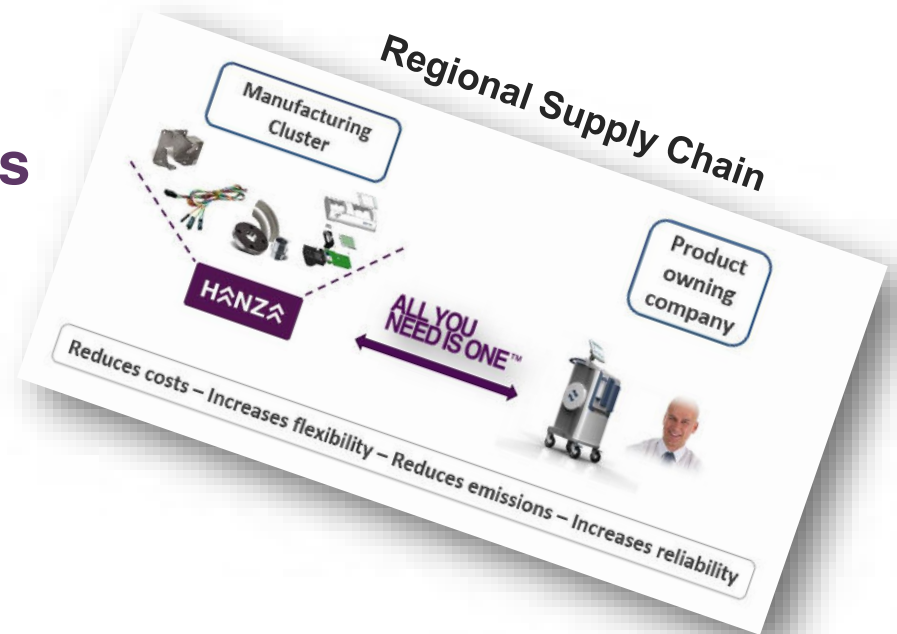 s
Regional Supply Chain
Manufacturing
Cluster
Product
owning
company
HANZA
ALL YOU
NEED IS ONE™
Reduces costs – Increases flexibility – Reduces emissions – Increases reliability